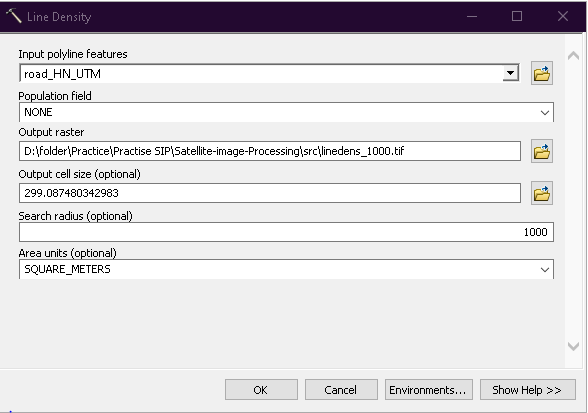 Line Density
Input polyline features
road_HN_UTM
Population field
NONE
Output raster
D:\folder\Practice\Practise SIP\Satellite-image-Processing\src\linedens_1000.tif
Output cell size (optional)
299.087480342983
Search radius (optional)
1000
Area units (optional)
SQUARE_METERS
OK Cancel Environments... Show Help >>